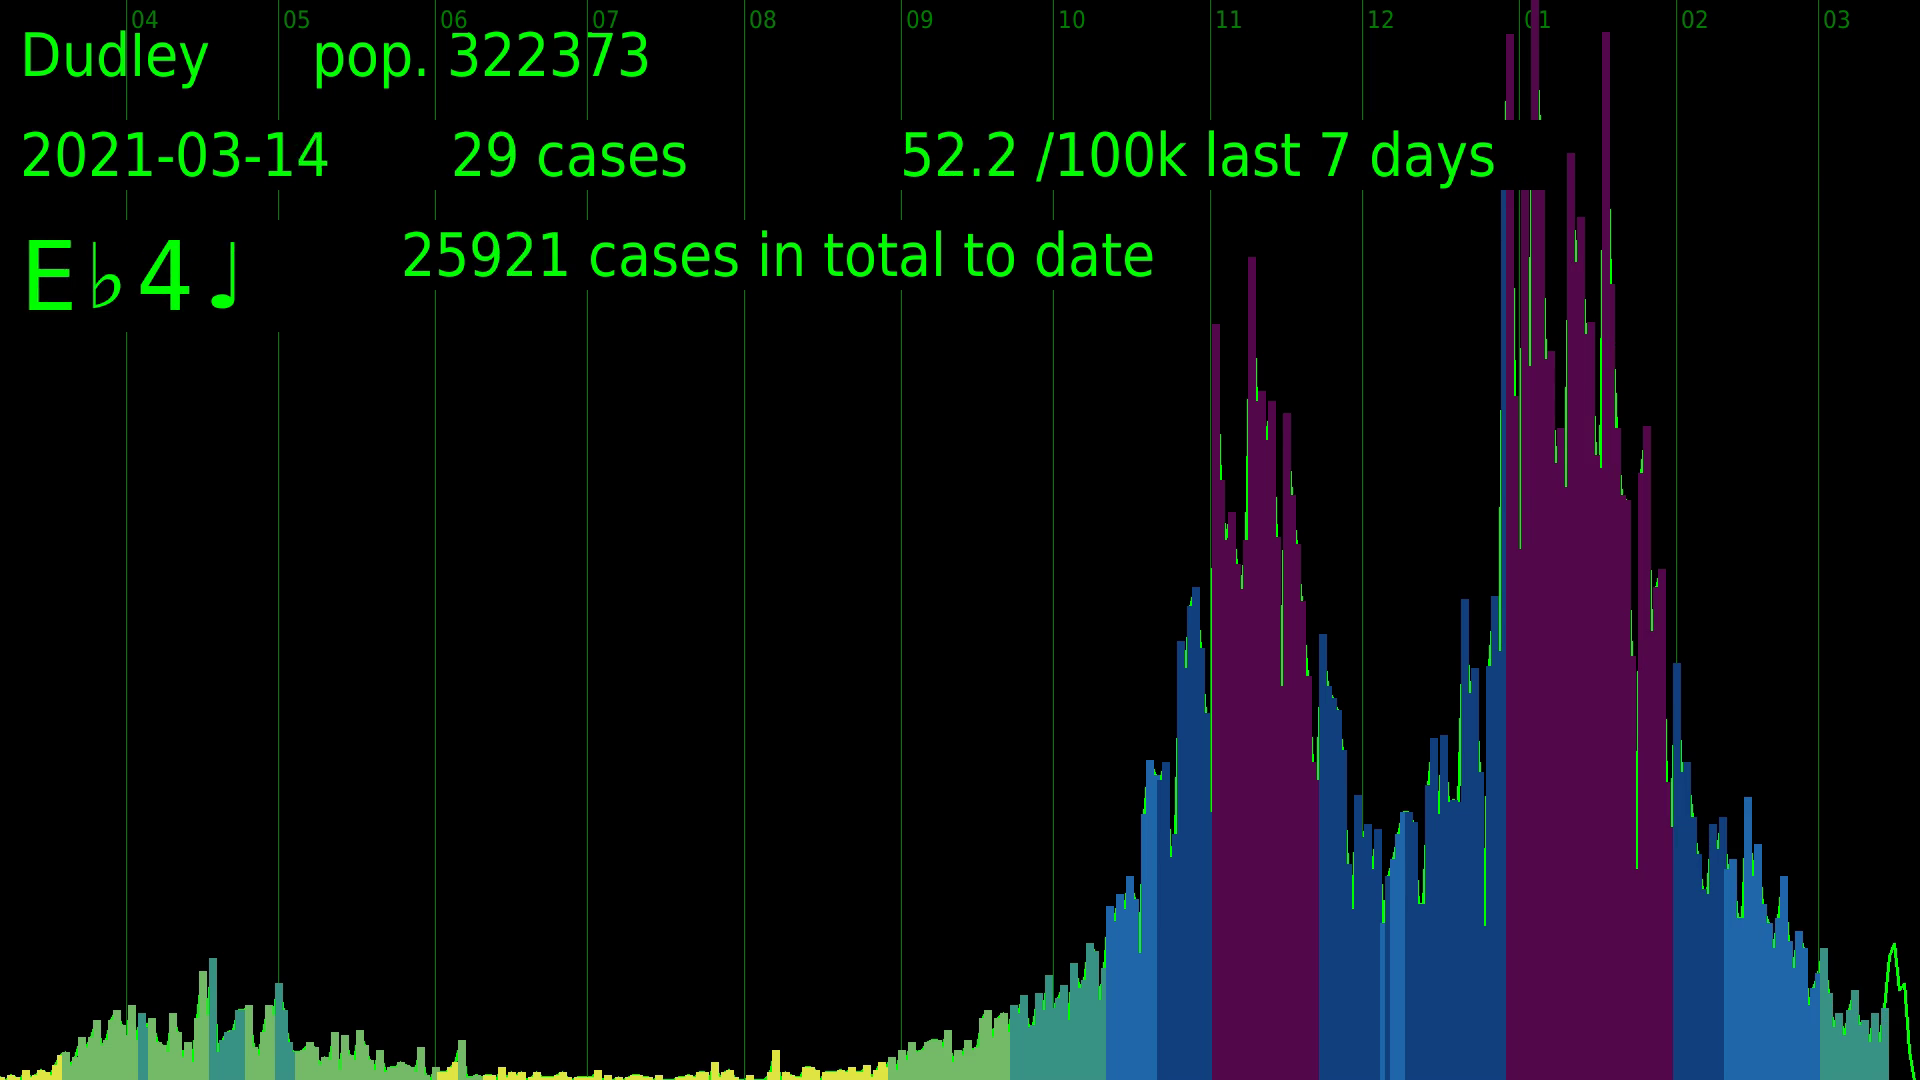 04 05 06 07 08 09 10 11 12 01 02 03
Dudley pop. 322373
2021-03-14 29 cases 52.2 /100k last 7 days
E♭4♩ 25921 cases in total to date